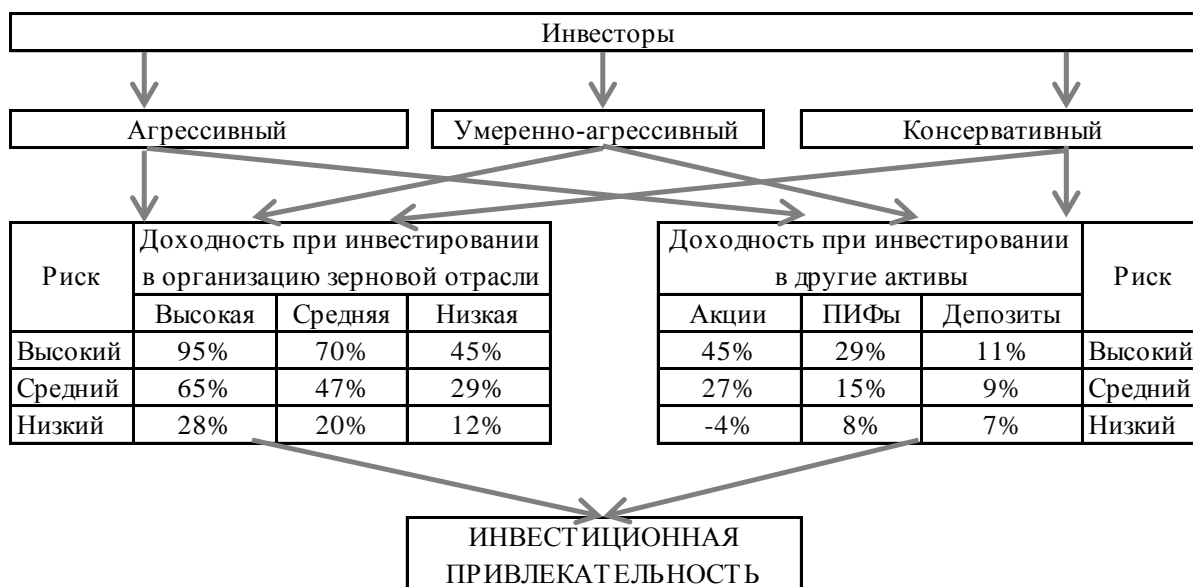 Инвесторы
Агрессивный
Умеренно-агрессивный
Консервативный
Риск
Доходность при инвестировании
в организацию зерновой отрасли
Высокая Средняя Низкая
Высокий 95% 70% 45%
Средний 65% 47% 29%
Низкий 28% 20% 12%
Доходность при инвестировании
в другие активы
Риск
Акции ПИФы Депозиты
45% 29% 11% Высокий
27% 15% 9% Средний
-4% 8% 7% Низкий
ИНВЕСТИЦИОННАЯ
ПРИВЛЕКАТЕЛЬНОСТЬ